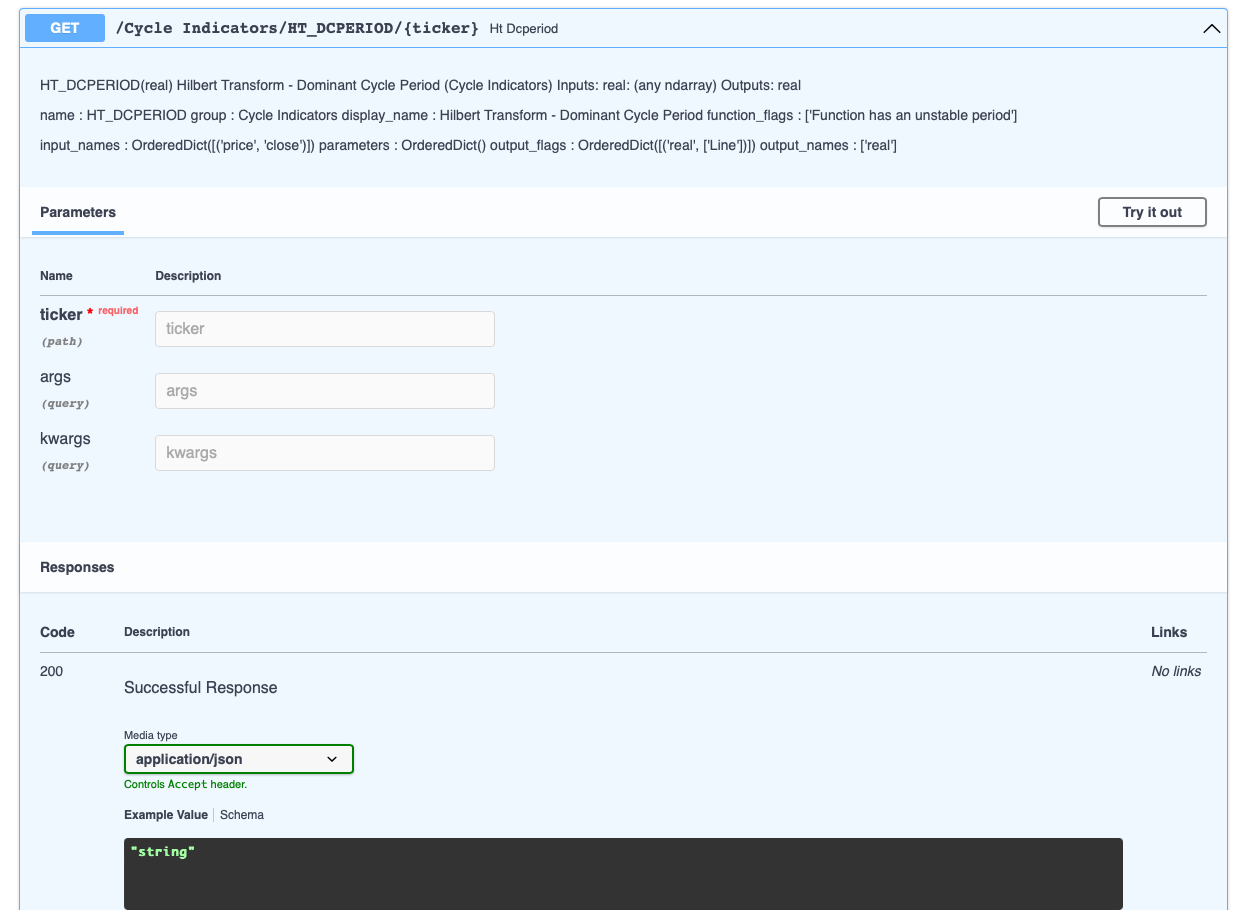 GET /Cycle Indicators/HT_DCPERIOD/{ticker} Ht Dcperiod
HT_DCPERIOD(real) Hilbert Transform - Dominant Cycle Period (Cycle Indicators) Inputs: real: (any ndarray) Outputs: real
name : HT_DCPERIOD group : Cycle Indicators display_name : Hilbert Transform - Dominant Cycle Period function_flags : ['Function has an unstable period']
input_names : OrderedDict([('price', 'close')]) parameters : OrderedDict() output_flags : OrderedDict([('real', ['Line'])]) output_names : ['real']
Parameters Try it out
Name Description
ticker * required
ticker
(path)
args
args
(query)
kwargs
kwargs
(query)
Responses
Code Description Links
200 No links
Successful Response
Media type
application/json
Controls Accept header.
Example Value Schema
"string"